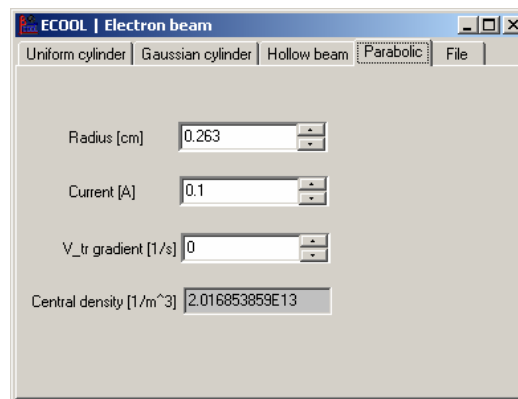 ECOOL | Electron beam
Uniform cylinder Gaussian cylinder Hollow beam Parabolic File
Radius [cm] 0.263
Current [A] 0.1
V_tr gradient [1/s] 0
Central density [1/m^3] 2.016853859E13